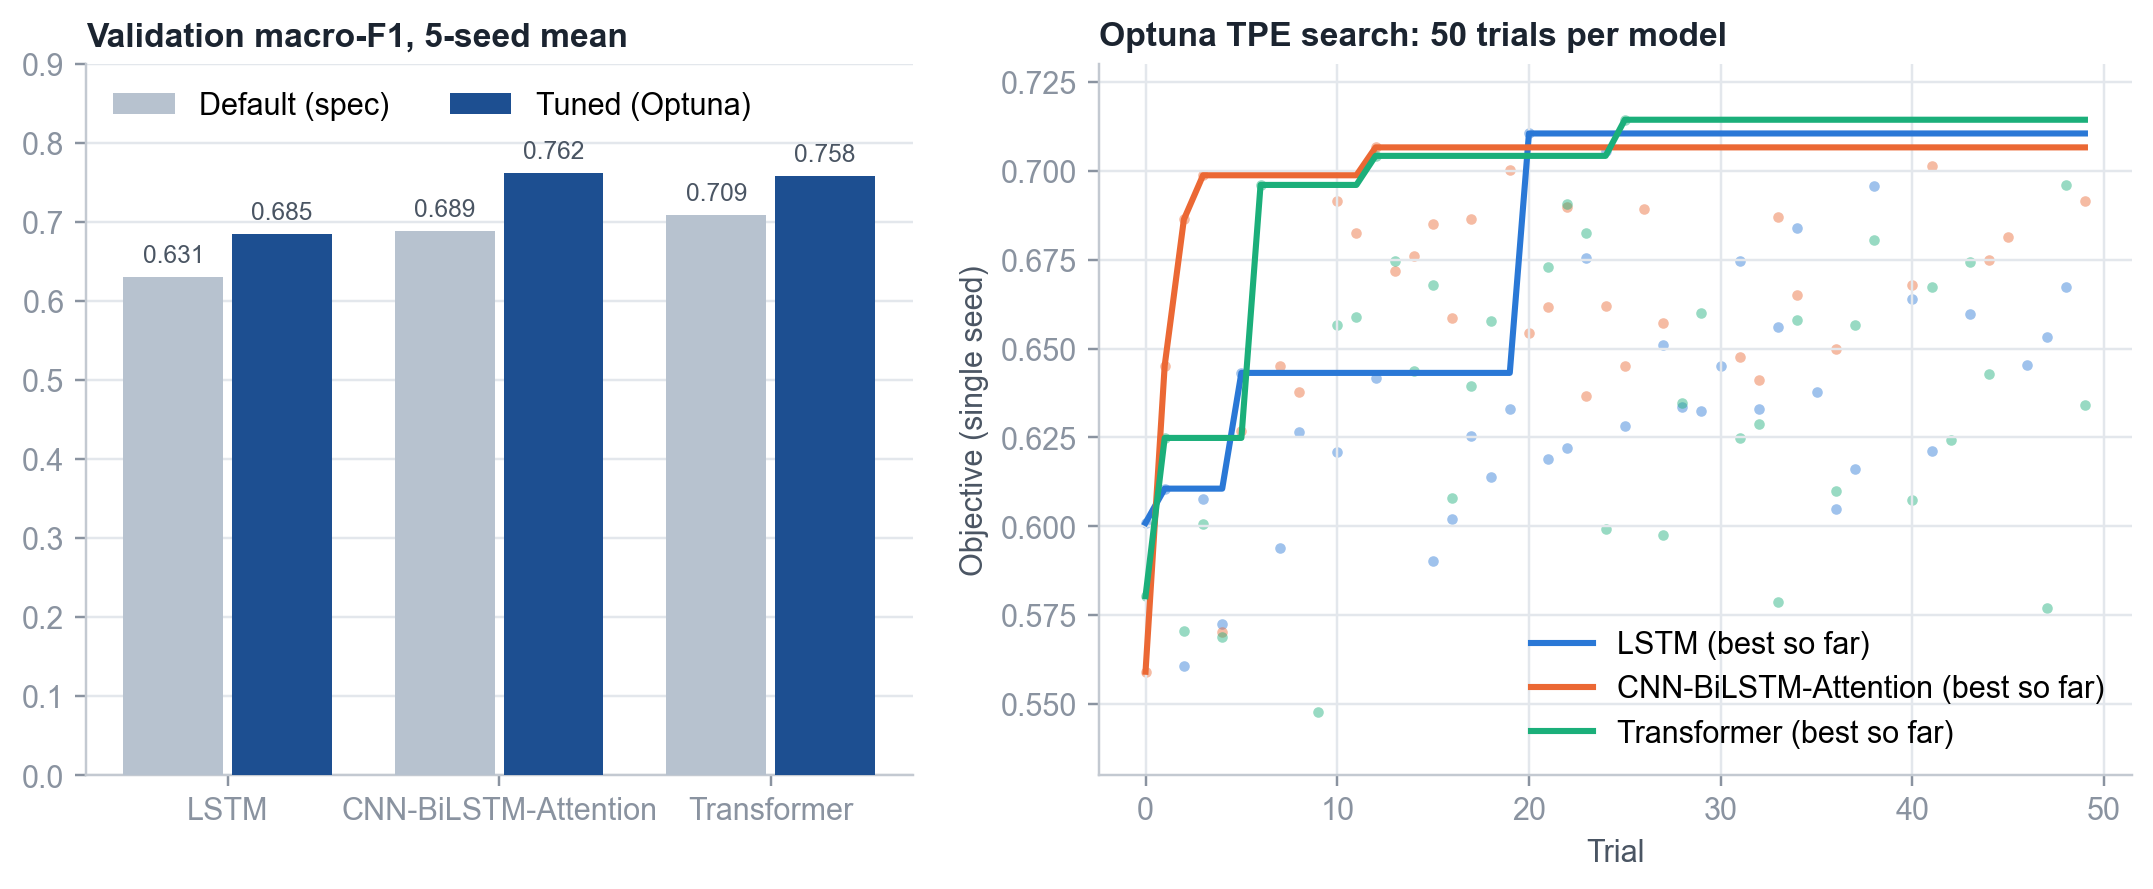 Validation macro-F1, 5-seed mean
Default (spec)
Tuned (Optuna)
0.9
0.8
0.7
0.6
0.5
0.4
0.3
0.2
0.1
0.0
0.631
0.685
0.689
0.762
0.709
0.758
LSTM
CNN-BiLSTM-Attention
Transformer
Optuna TPE search: 50 trials per model
Objective (single seed)
0.725
0.700
0.675
0.650
0.625
0.600
0.575
0.550
LSTM (best so far)
CNN-BiLSTM-Attention (best so far)
Transformer (best so far)
0
10
20
30
40
50
Trial